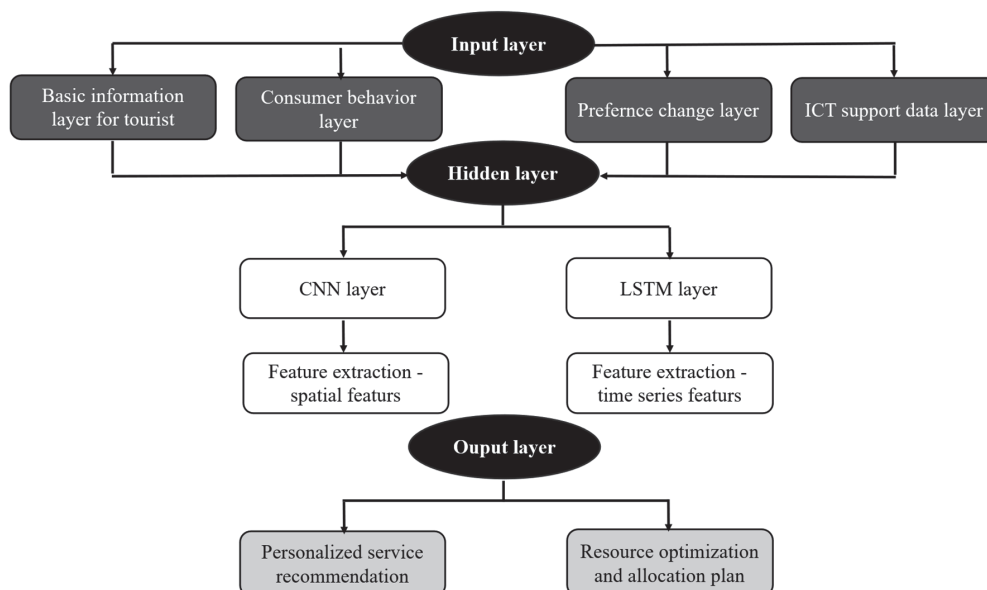 Input layer
Basic information
layer for tourist
Consumer behavior
layer
Prefernce change layer
ICT support data layer
Hidden layer
CNN layer
LSTM layer
Feature extraction -
spatial featurs
Feature extraction -
time series featurs
Ouput layer
Personalized service
recommendation
Resource optimization
and allocation plan